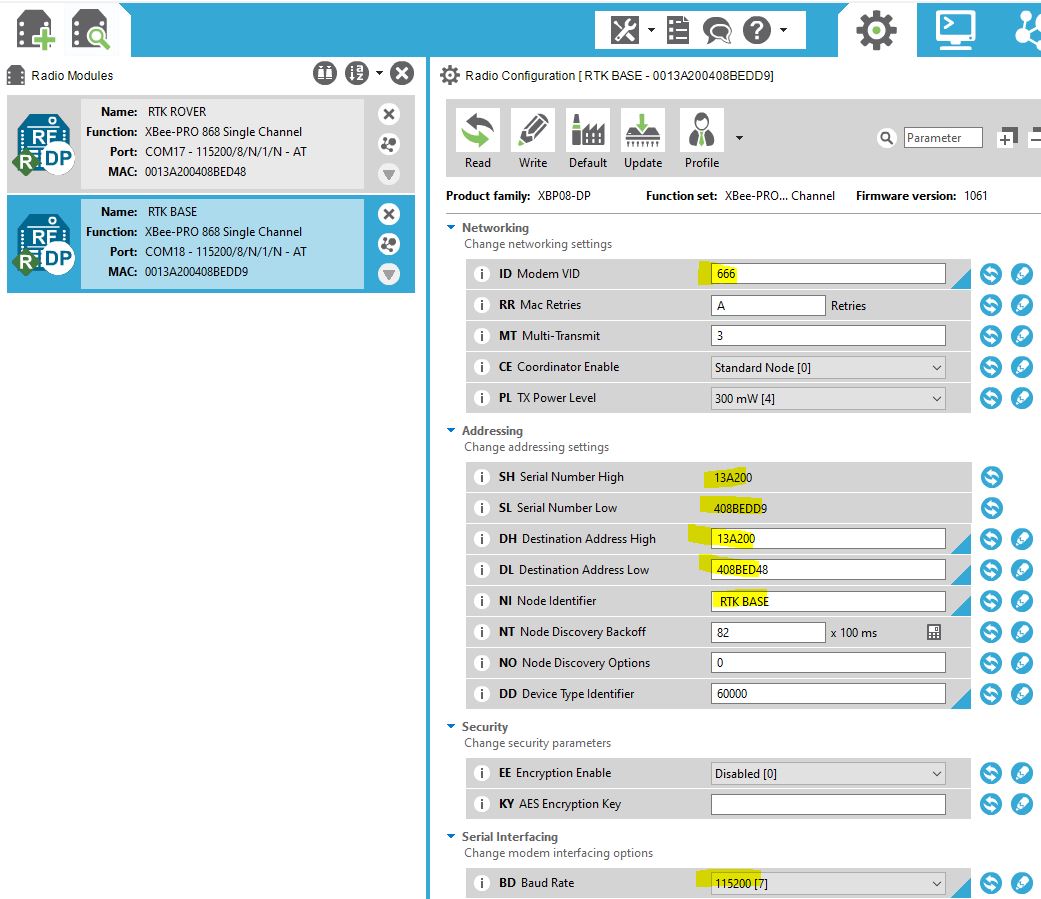 Radio Modules
Name: RTK ROVER
Function: XBee-PRO 868 Single Channel
Port: COM17 - 115200/8/N/1/N - AT
MAC: 0013A200408BED48
RF
R DP
Name: RTK BASE
Function: XBee-PRO 868 Single Channel
Port: COM18 - 115200/8/N/1/N - AT
MAC: 0013A200408BEDD9
RF
R DP
Radio Configuration [ RTK BASE - 0013A200408BEDD9]
Read Write Default Update Profile
Parameter
Product family: XBP08-DP Function set: XBee-PRO... Channel Firmware version: 1061
Networking
Change networking settings
i ID Modem VID 666
i RR Mac Retries A Retries
i MT Multi-Transmit 3
i CE Coordinator Enable Standard Node [0]
i PL TX Power Level 300 mW [4]
Addressing
Change addressing settings
i SH Serial Number High 13A200
i SL Serial Number Low 408BEDD9
i DH Destination Address High 13A200
i DL Destination Address Low 408BED48
i NI Node Identifier RTK BASE
i NT Node Discovery Backoff 82 x 100 ms
i NO Node Discovery Options 0
i DD Device Type Identifier 60000
Security
Change security parameters
i EE Encryption Enable Disabled [0]
i KY AES Encryption Key
Serial Interfacing
Change modem interfacing options
i BD Baud Rate 115200 [7]